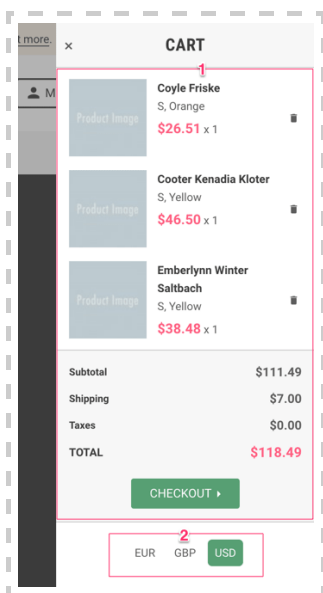 t more.
× CART
1
M
Coyle Friske
S, Orange
Product Image
$26.51 x 1
Cooter Kenadia Kloter
S, Yellow
Product Image
$46.50 x 1
Emberlynn Winter
Saltbach
Product Image
S, Yellow
$38.48 x 1
Subtotal $111.49
Shipping $7.00
Taxes $0.00
TOTAL $118.49
CHECKOUT
2
EUR GBP USD